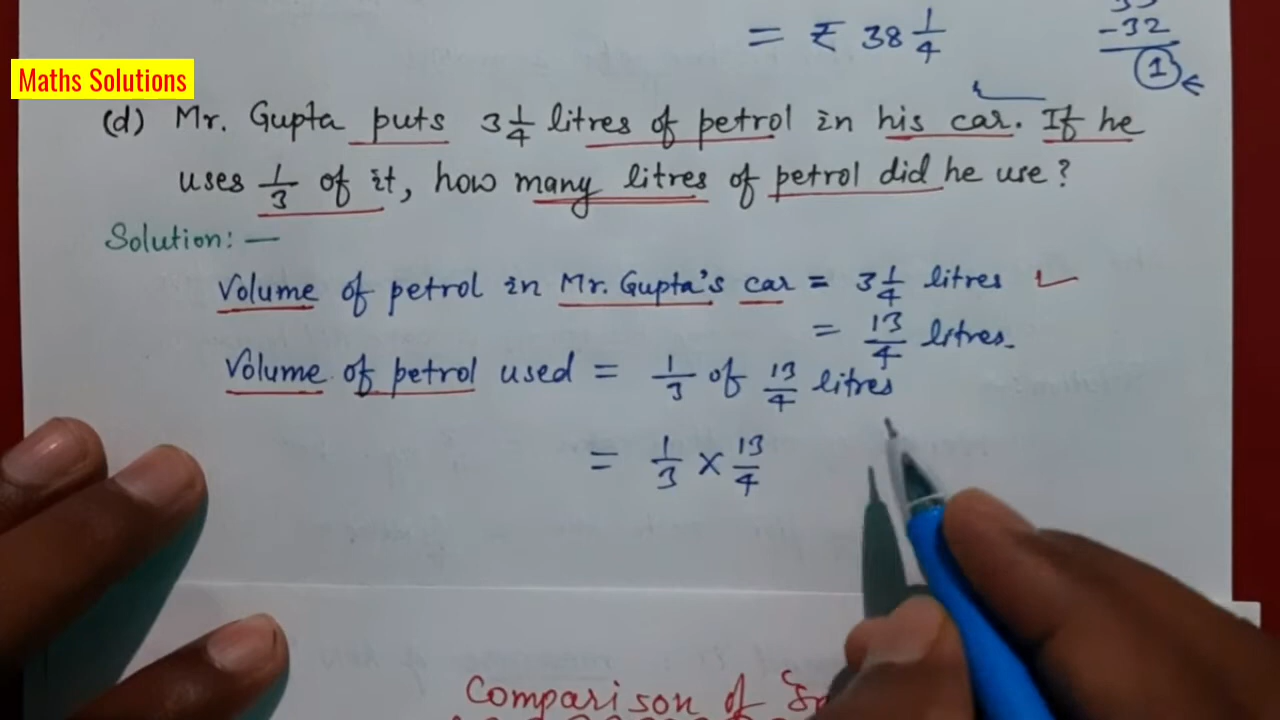 = ₹ 38 1/4
-32
1
Maths Solutions
(d) Mr. Gupta puts 3 1/4 litres of petrol in his car. If he
uses 1/3 of it, how many litres of petrol did he use?
Solution: —
Volume of petrol in Mr. Gupta's car = 3 1/4 litres
= 13/4 litres
Volume of petrol used = 1/3 of 13/4 litres
= 1/3 × 13/4
Comparison of